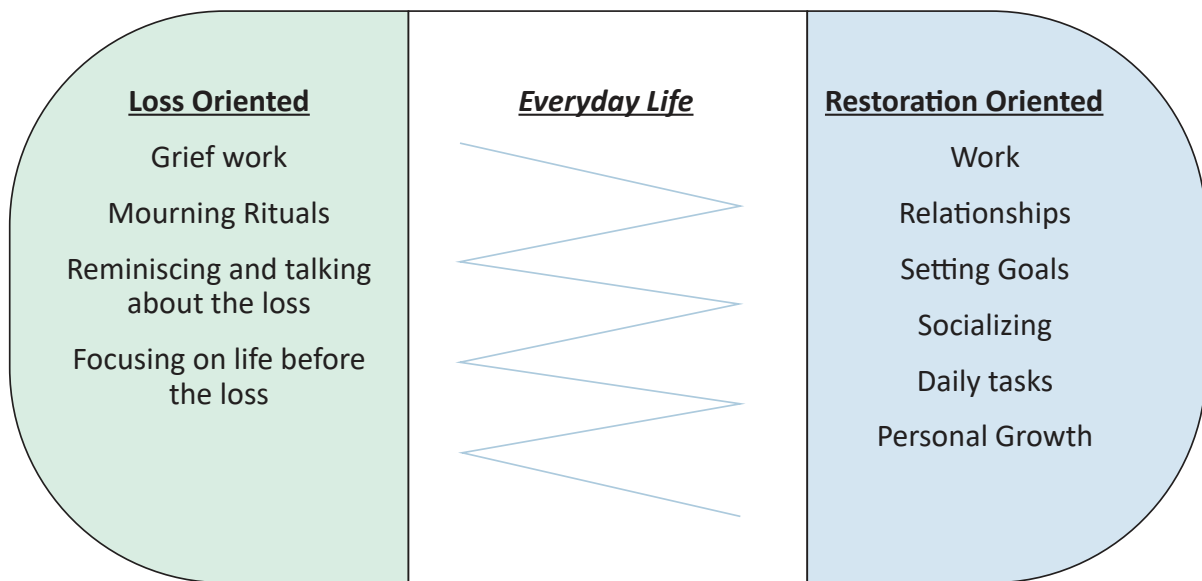 Loss Oriented
Grief work
Mourning Rituals
Reminiscing and talking
about the loss
Focusing on life before
the loss
Everyday Life
Restoration Oriented
Work
Relationships
Setting Goals
Socializing
Daily tasks
Personal Growth